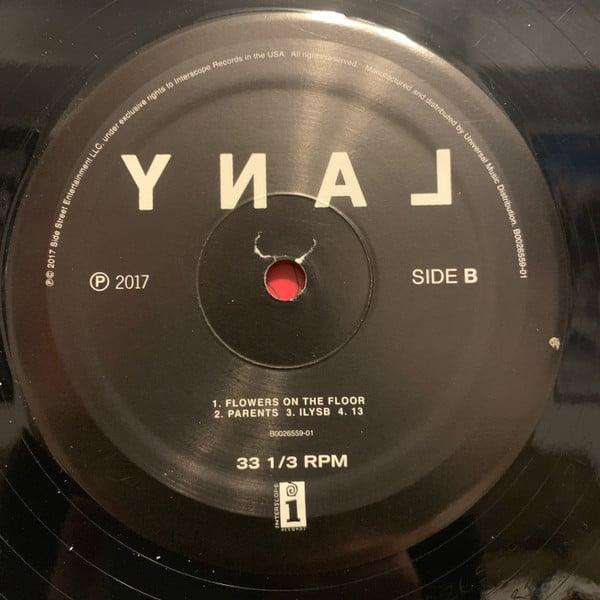 ℗© 2017 Side Street Entertainment LLC, under exclusive rights to Interscope Records in the USA. All rights reserved. Manufactured and distributed by Universal Music Distribution. B0026559-01
Y N A L
℗ 2017
SIDE B
1. FLOWERS ON THE FLOOR
2. PARENTS 3. ILYSB 4. 13
B0026559-01
33 1/3 RPM
INTERSCOPE
i
RECORDS